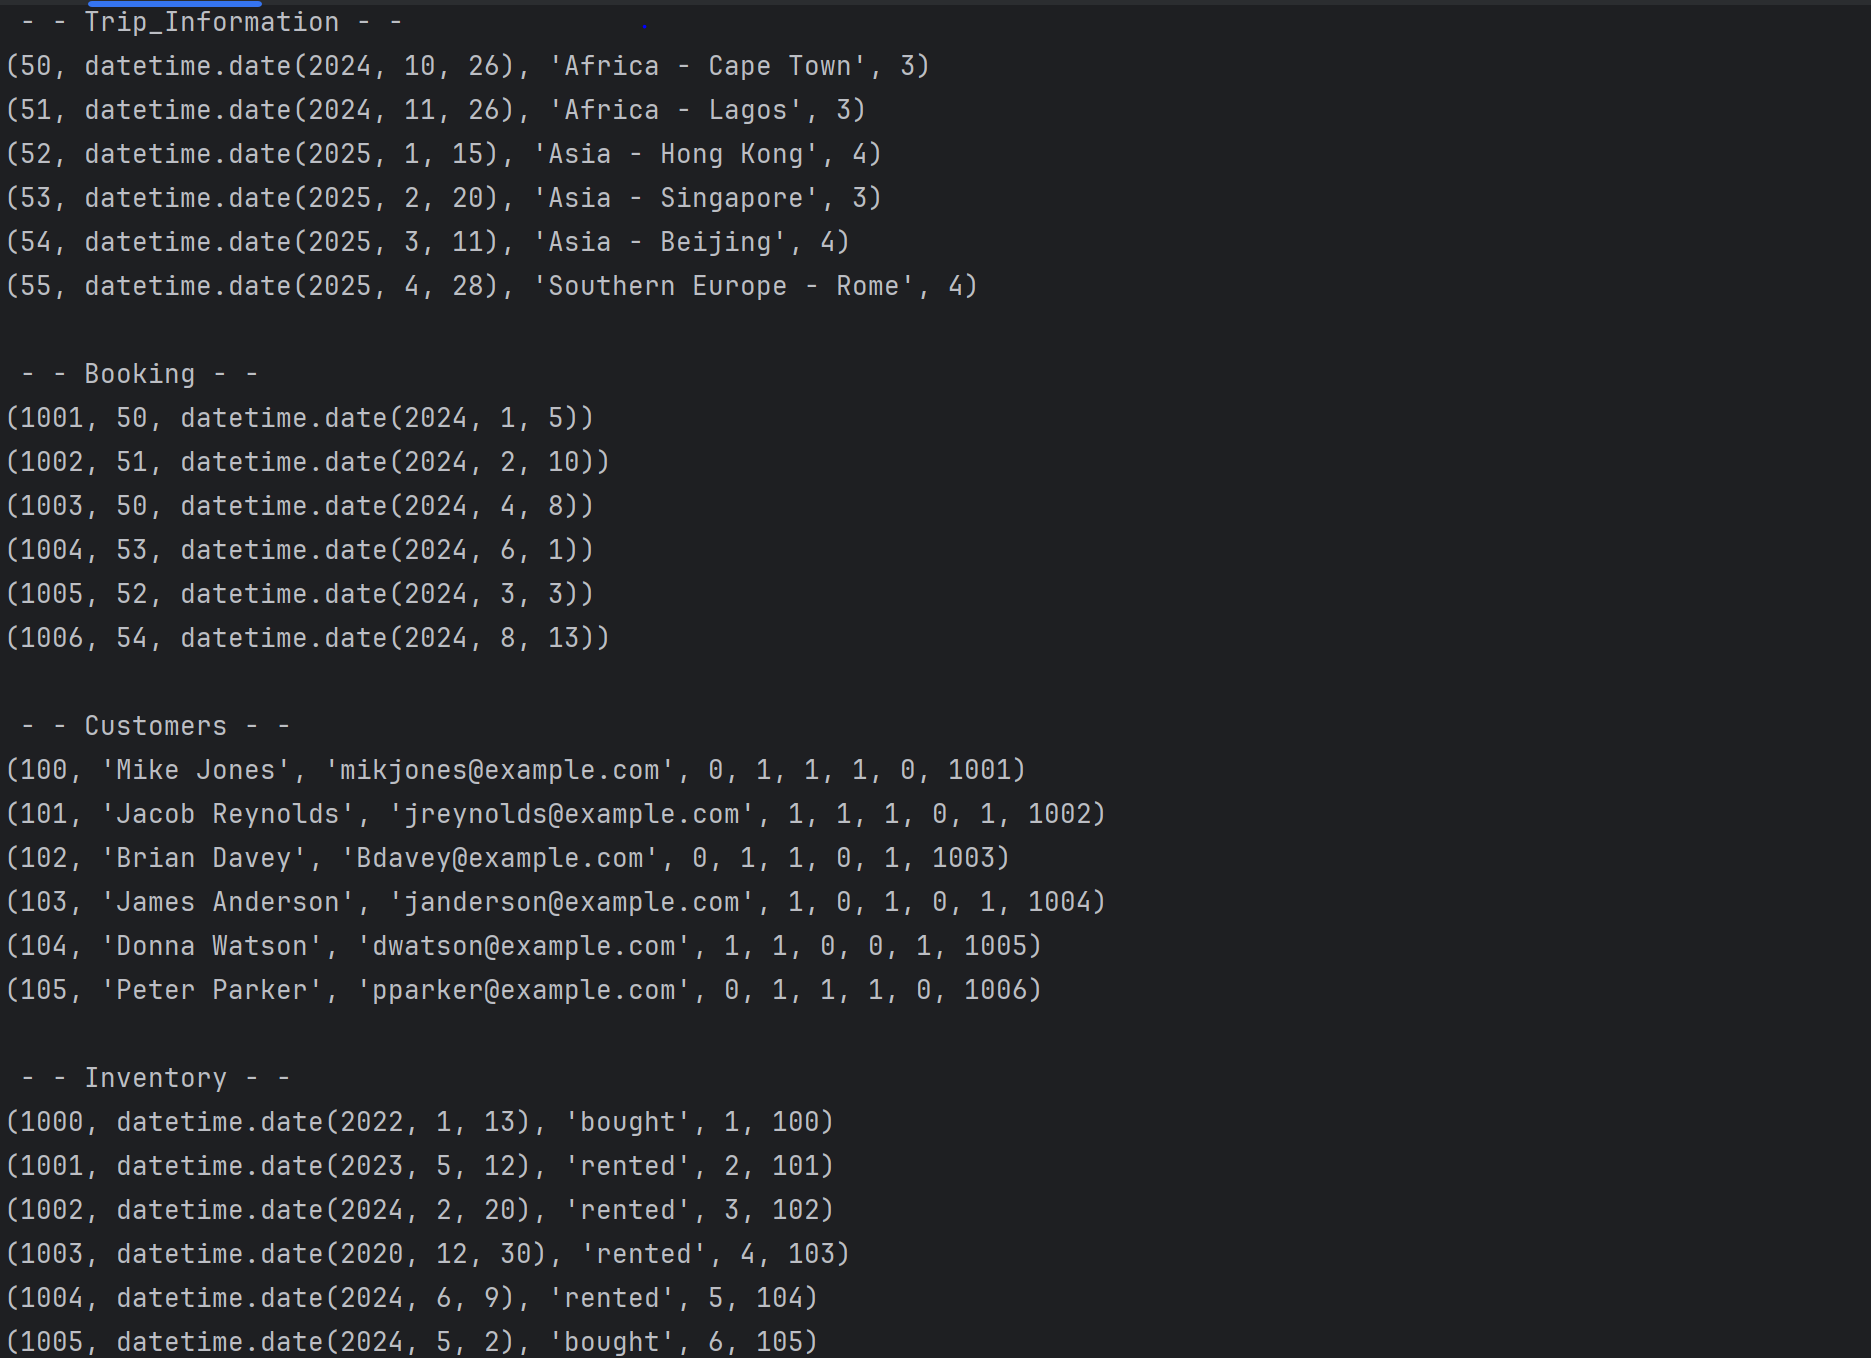 - - Trip_Information - -
(50, datetime.date(2024, 10, 26), 'Africa - Cape Town', 3)
(51, datetime.date(2024, 11, 26), 'Africa - Lagos', 3)
(52, datetime.date(2025, 1, 15), 'Asia - Hong Kong', 4)
(53, datetime.date(2025, 2, 20), 'Asia - Singapore', 3)
(54, datetime.date(2025, 3, 11), 'Asia - Beijing', 4)
(55, datetime.date(2025, 4, 28), 'Southern Europe - Rome', 4)
- - Booking - -
(1001, 50, datetime.date(2024, 1, 5))
(1002, 51, datetime.date(2024, 2, 10))
(1003, 50, datetime.date(2024, 4, 8))
(1004, 53, datetime.date(2024, 6, 1))
(1005, 52, datetime.date(2024, 3, 3))
(1006, 54, datetime.date(2024, 8, 13))
- - Customers - -
(100, 'Mike Jones', 'mikjones@example.com', 0, 1, 1, 1, 0, 1001)
(101, 'Jacob Reynolds', 'jreynolds@example.com', 1, 1, 1, 0, 1, 1002)
(102, 'Brian Davey', 'Bdavey@example.com', 0, 1, 1, 0, 1, 1003)
(103, 'James Anderson', 'janderson@example.com', 1, 0, 1, 0, 1, 1004)
(104, 'Donna Watson', 'dwatson@example.com', 1, 1, 0, 0, 1, 1005)
(105, 'Peter Parker', 'pparker@example.com', 0, 1, 1, 1, 0, 1006)
- - Inventory - -
(1000, datetime.date(2022, 1, 13), 'bought', 1, 100)
(1001, datetime.date(2023, 5, 12), 'rented', 2, 101)
(1002, datetime.date(2024, 2, 20), 'rented', 3, 102)
(1003, datetime.date(2020, 12, 30), 'rented', 4, 103)
(1004, datetime.date(2024, 6, 9), 'rented', 5, 104)
(1005, datetime.date(2024, 5, 2), 'bought', 6, 105)